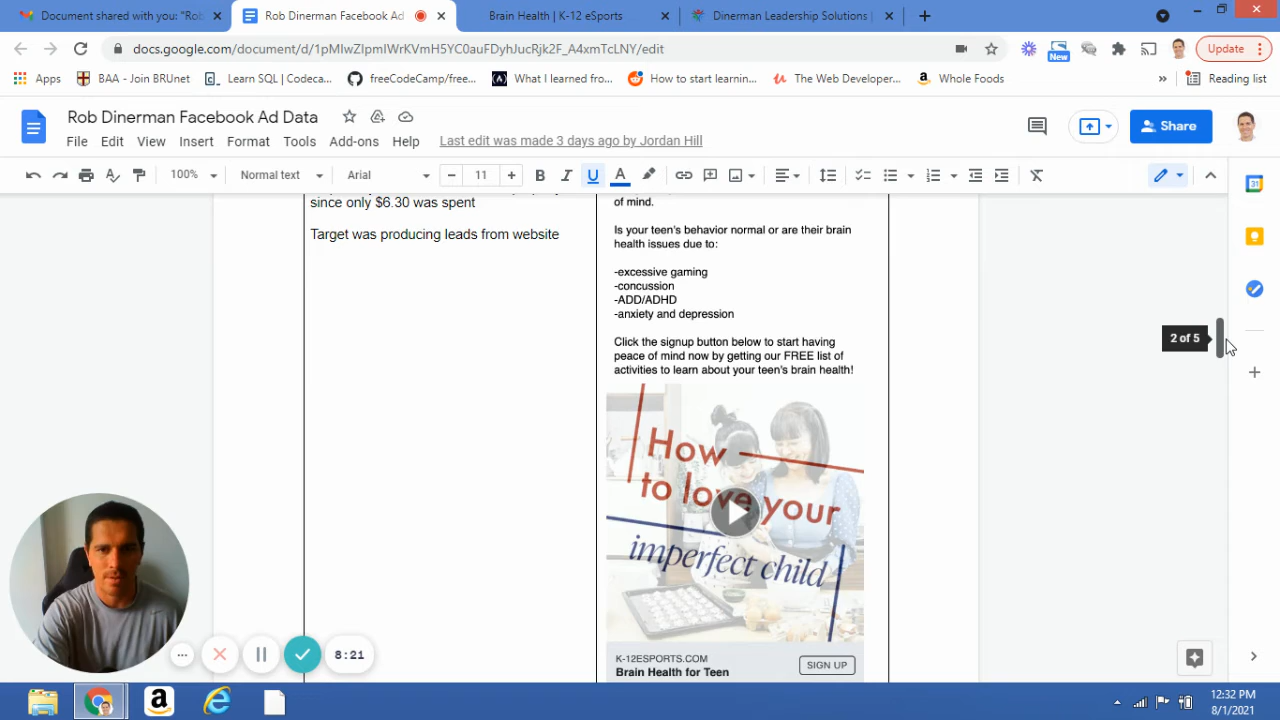 Document shared with you: "Rob
Rob Dinerman Facebook Ad Data
Brain Health | K-12 eSports
Dinerman Leadership Solutions |
docs.google.com/document/d/1pMlwZlpmIWrKVmH5YC0auFDyhJucRjk2F_A4xmTcLNY/edit
New
Update
Apps
BAA - Join BRUnet
Learn SQL | Codeca...
freeCodeCamp/free...
What I learned fro...
How to start learnin...
The Web Developer...
Whole Foods
»
Reading list
Rob Dinerman Facebook Ad Data
File Edit View Insert Format Tools Add-ons Help
Last edit was made 3 days ago by Jordan Hill
Share
100%
Normal text
Arial
11
B I U A
since only $6.30 was spent
Target was producing leads from website
of mind.
Is your teen's behavior normal or are their brain
health issues due to:
-excessive gaming
-concussion
-ADD/ADHD
-anxiety and depression
Click the signup button below to start having
peace of mind now by getting our FREE list of
activities to learn about your teen's brain health!
How
to love your
imperfect child
K-12ESPORTS.COM
Brain Health for Teen
SIGN UP
2 of 5
8:21
12:32 PM
8/1/2021